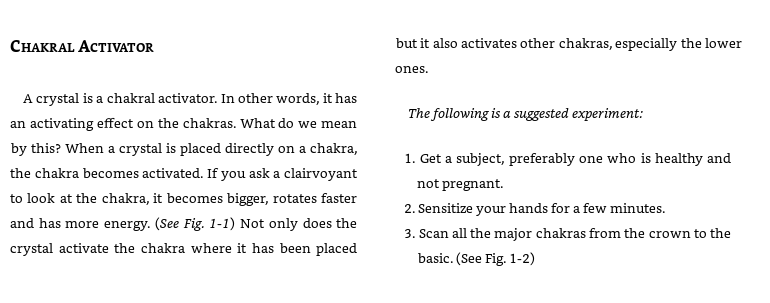 Chakral Activator
A crystal is a chakral activator. In other words, it has
an activating effect on the chakras. What do we mean
by this? When a crystal is placed directly on a chakra,
the chakra becomes activated. If you ask a clairvoyant
to look at the chakra, it becomes bigger, rotates faster
and has more energy. (See Fig. 1-1) Not only does the
crystal activate the chakra where it has been placed
but it also activates other chakras, especially the lower
ones.
The following is a suggested experiment:
1. Get a subject, preferably one who is healthy and
not pregnant.
2. Sensitize your hands for a few minutes.
3. Scan all the major chakras from the crown to the
basic. (See Fig. 1-2)